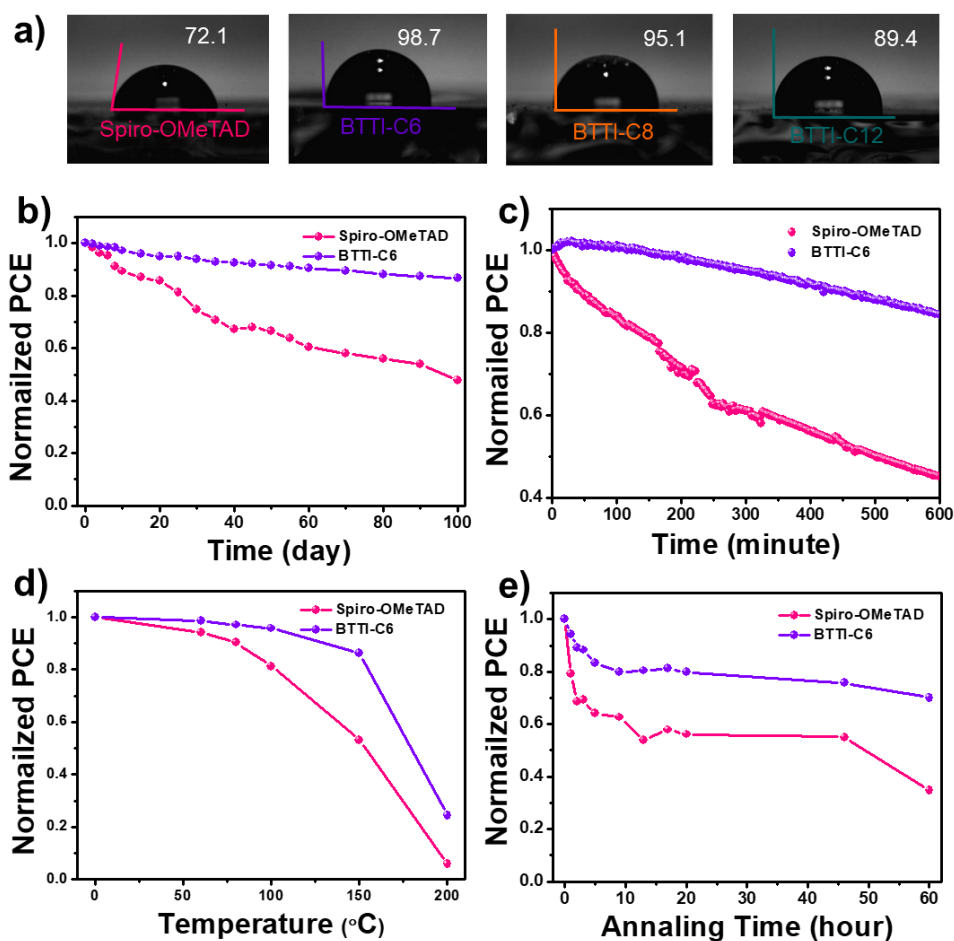 a)
72.1
Spiro-OMeTAD
98.7
BTTI-C6
95.1
BTTI-C8
89.4
BTTI-C12
b)
Normailzed PCE
1.0
0.8
0.6
0.4
0.2
0.0
Spiro-OMeTAD
BTTI-C6
0 20 40 60 80 100
Time (day)
c)
Normailed PCE
1.0
0.8
0.6
0.4
Spiro-OMeTAD
BTTI-C6
0 100 200 300 400 500 600
Time (minute)
d)
Normailzed PCE
1.0
0.8
0.6
0.4
0.2
0.0
Spiro-OMeTAD
BTTI-C6
0 50 100 150 200
Temperature (°C)
e)
Normailzed PCE
1.0
0.8
0.6
0.4
0.2
0.0
Spiro-OMeTAD
BTTI-C6
0 10 20 30 40 50 60
Annaling Time (hour)